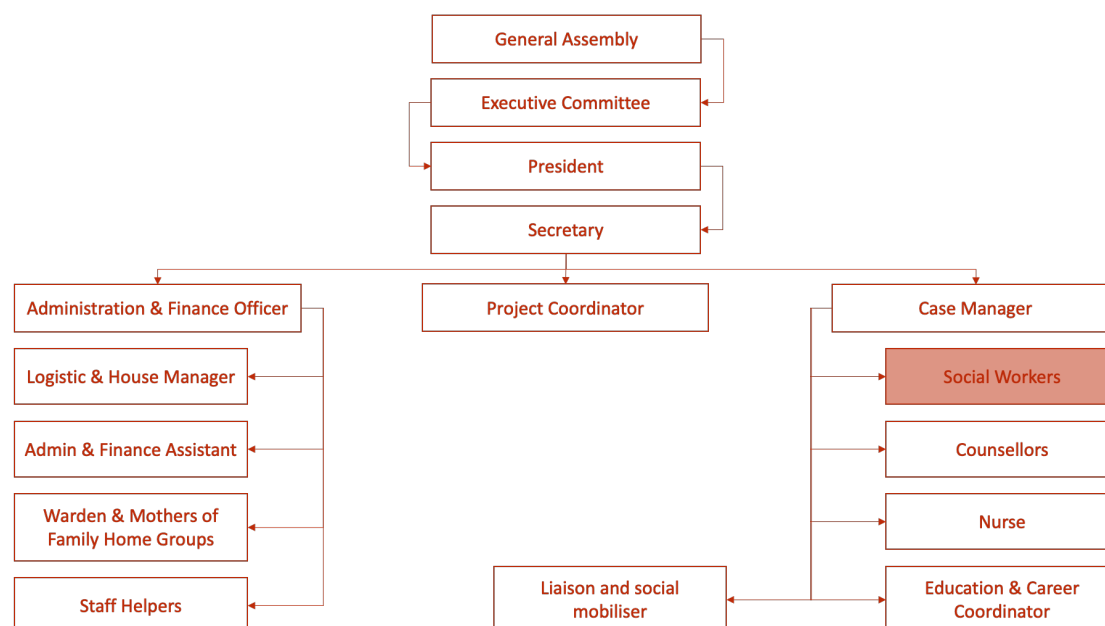 General Assembly
Executive Committee
President
Secretary
Administration & Finance Officer
Project Coordinator
Case Manager
Logistic & House Manager
Social Workers
Admin & Finance Assistant
Counsellors
Warden & Mothers of
Family Home Groups
Nurse
Liaison and social
mobiliser
Education & Career
Coordinator
Staff Helpers